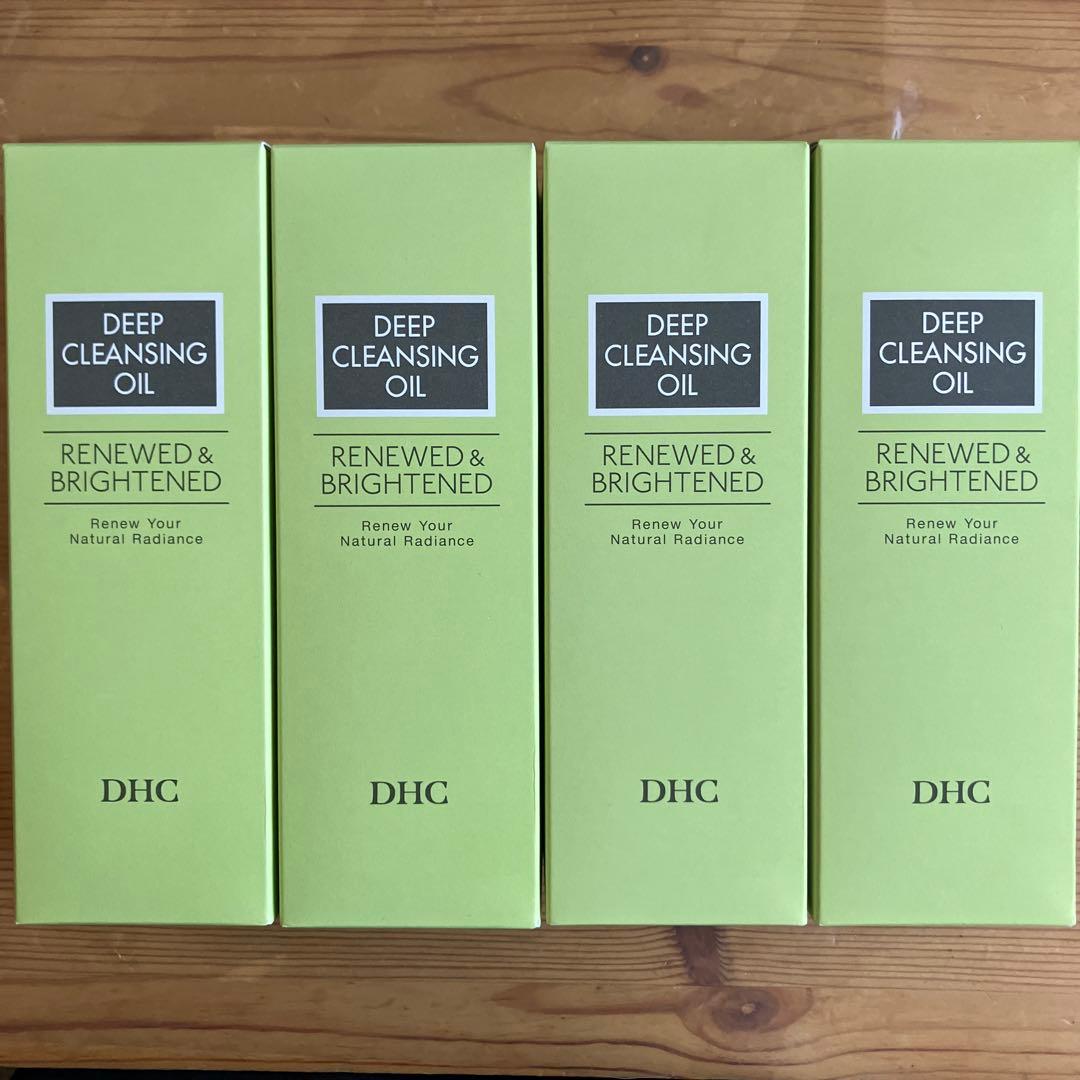 DEEP
CLEANSING
OIL
RENEWED &
BRIGHTENED
Renew Your
Natural Radiance
DHC
DEEP
CLEANSING
OIL
RENEWED &
BRIGHTENED
Renew Your
Natural Radiance
DHC
DEEP
CLEANSING
OIL
RENEWED &
BRIGHTENED
Renew Your
Natural Radiance
DHC
DEEP
CLEANSING
OIL
RENEWED &
BRIGHTENED
Renew Your
Natural Radiance
DHC